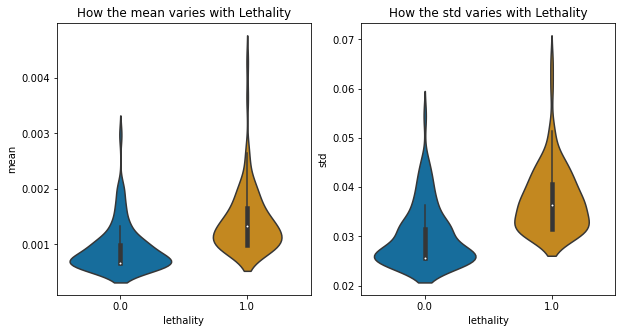 How the mean varies with Lethality
mean
0.004
0.003
0.002
0.001
0.0 1.0
lethality
How the std varies with Lethality
std
0.07
0.06
0.05
0.04
0.03
0.02
0.0 1.0
lethality